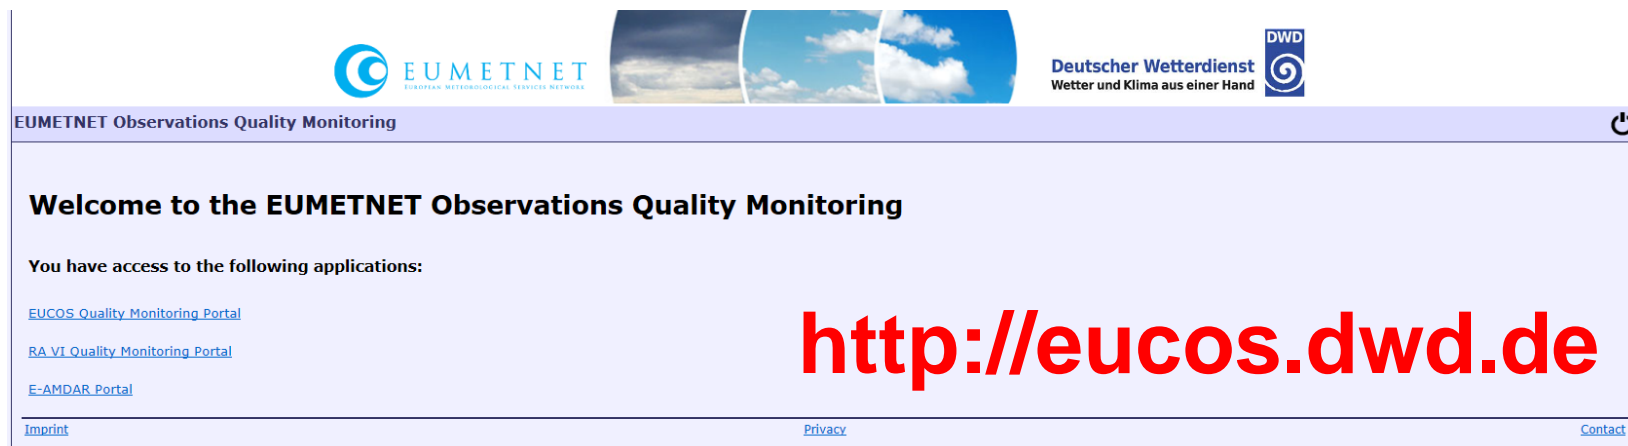 EUMETNET
EUROPEAN METEOROLOGICAL SERVICES NETWORK
Deutscher Wetterdienst
Wetter und Klima aus einer Hand
DWD
EUMETNET Observations Quality Monitoring
Welcome to the EUMETNET Observations Quality Monitoring
You have access to the following applications:
EUCOS Quality Monitoring Portal
RA VI Quality Monitoring Portal
E-AMDAR Portal
http://eucos.dwd.de
Imprint
Privacy
Contact